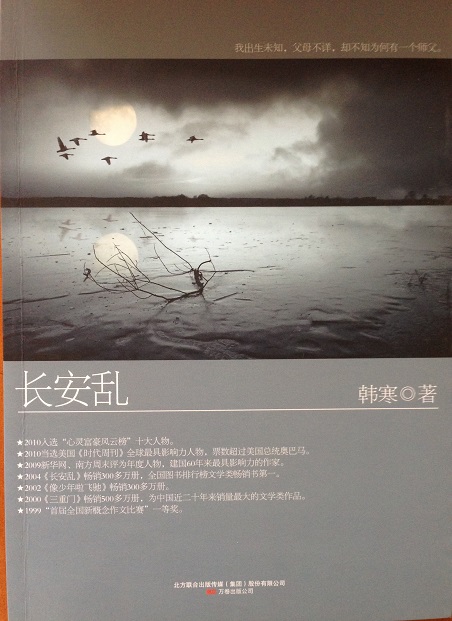 我出生未知，父母不详，却不知为何有一个师父。
长安乱
韩寒◎著
★2010入选“心灵富豪风云榜”十大人物。
★2010当选美国《时代周刊》全球最具影响力人物，票数超过美国总统奥巴马。
★2009新华网、南方周末评为年度人物，建国60年来最具影响力的作家。
★2004《长安乱》畅销300多万册，全国图书排行榜文学类畅销书第一。
★2002《像少年啦飞驰》畅销300多万册。
★2000《三重门》畅销500多万册，为中国近二十年来销量最大的文学类作品。
★1999“首届全国新概念作文比赛”一等奖。
北方联合出版传媒（集团）股份有限公司
万卷出版公司